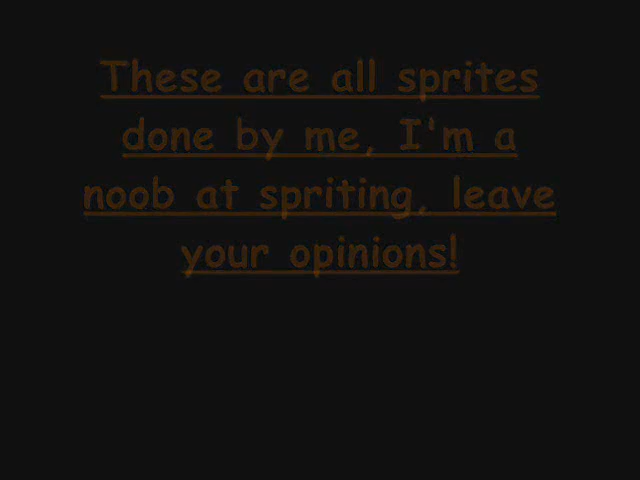 These are all sprites
done by me, I'm a
noob at spriting, leave
your opinions!